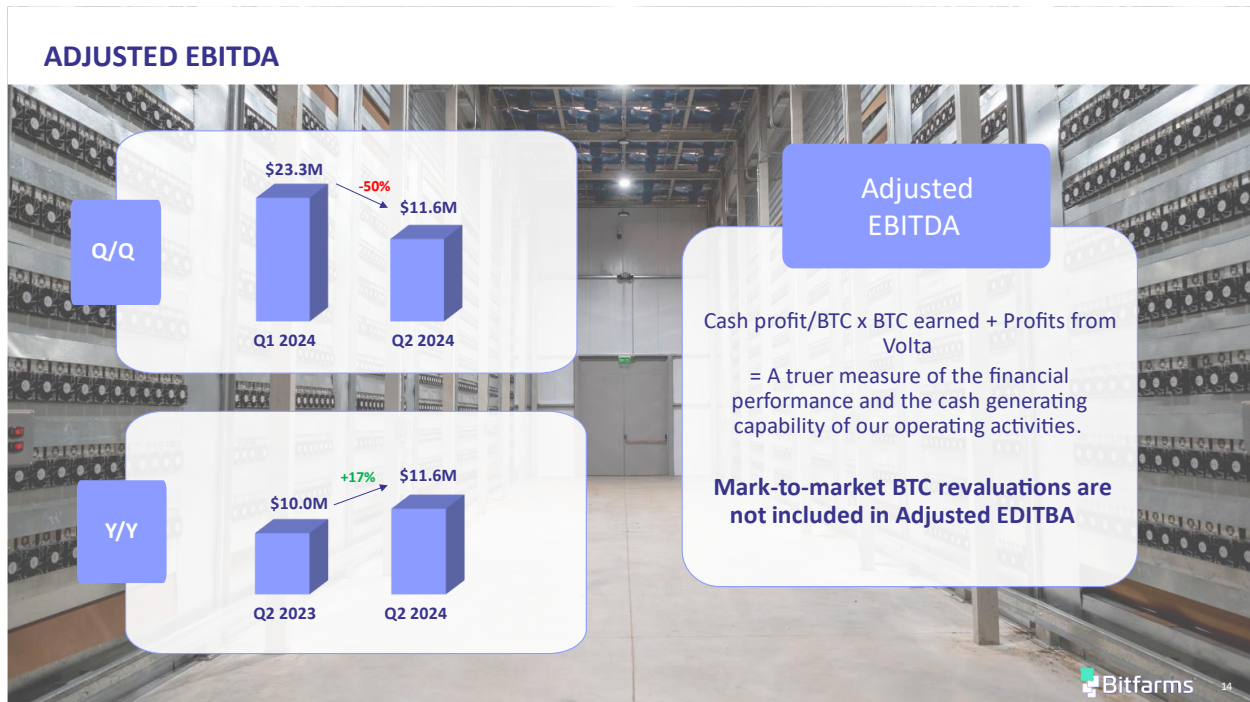 ADJUSTED EBITDA
Q/Q
$23.3M
-50%
$11.6M
Q1 2024
Q2 2024
Y/Y
$10.0M
+17%
$11.6M
Q2 2023
Q2 2024
Adjusted
EBITDA
Cash profit/BTC x BTC earned + Profits from
Volta
= A truer measure of the financial
performance and the cash generating
capability of our operating activities.
Mark-to-market BTC revaluations are
not included in Adjusted EDITBA
Bitfarms
14